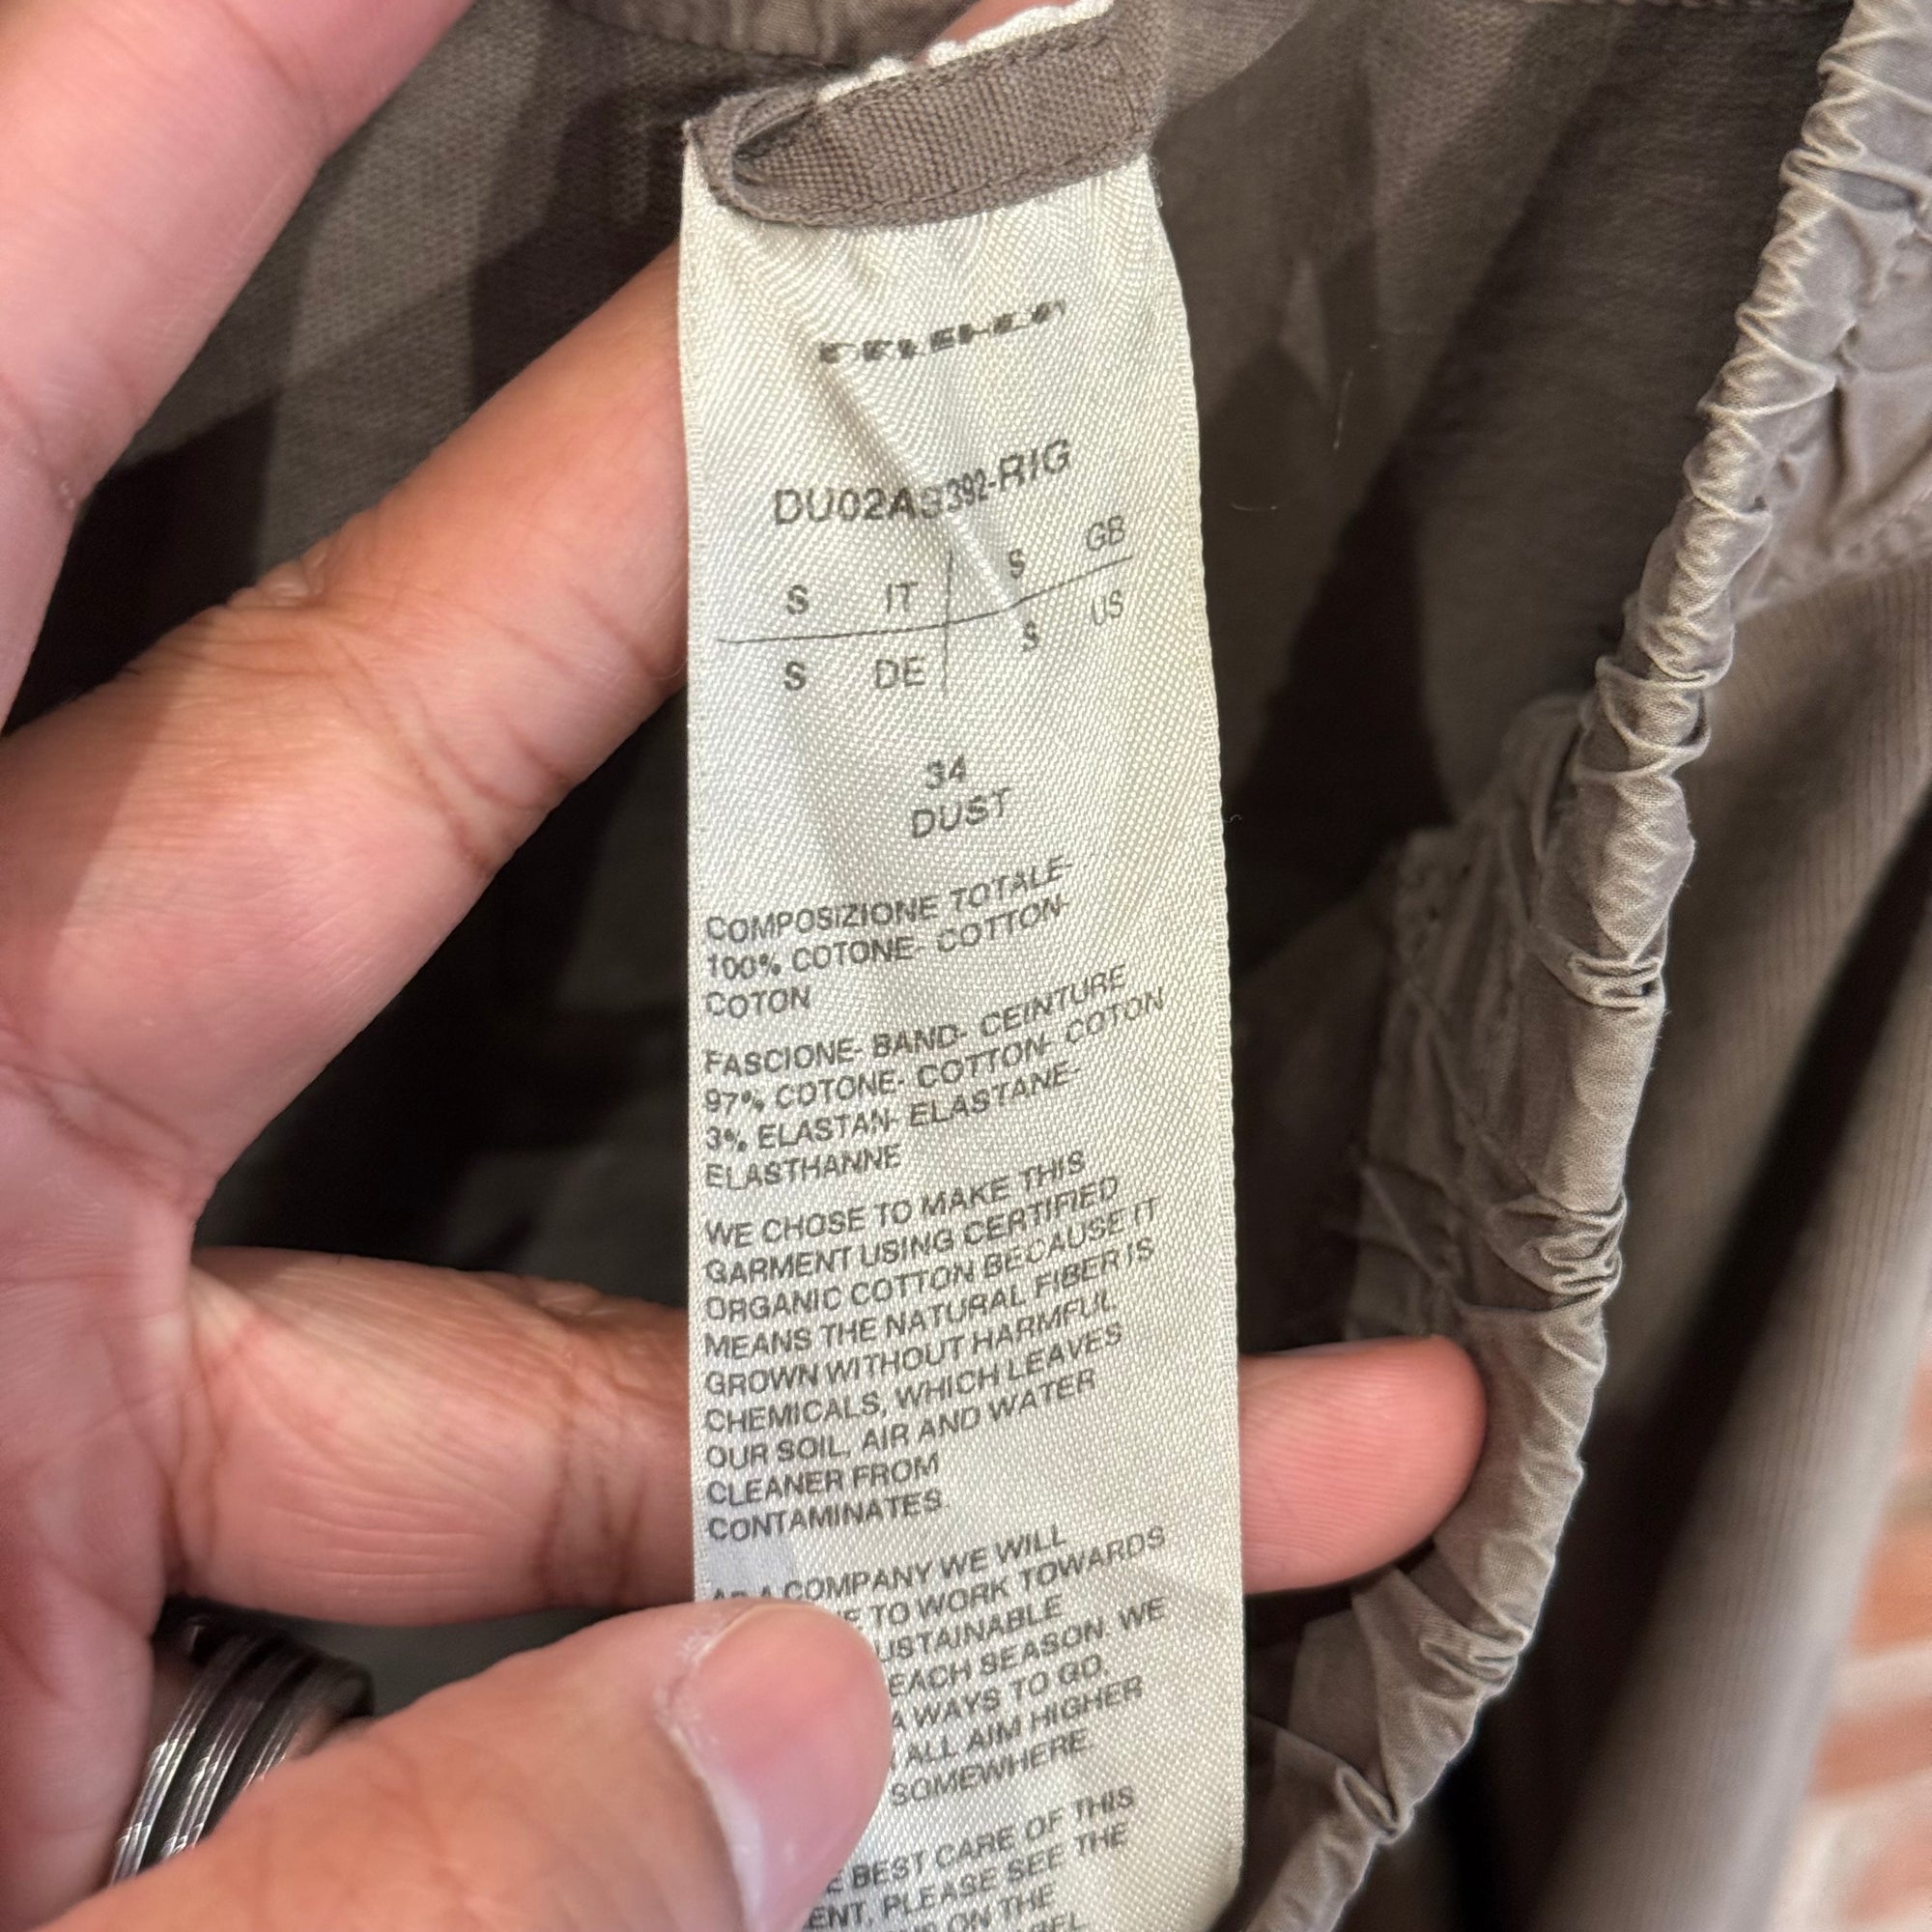 DU02A9392-RIG
S IT S GB
S DE S US
34
DUST
COMPOSIZIONE TOTALE-
100% COTONE- COTTON-
COTON
FASCIONE- BAND- CEINTURE
97% COTONE- COTTON- COTON
3% ELASTAN- ELASTANE-
ELASTHANNE
WE CHOSE TO MAKE THIS
GARMENT USING CERTIFIED
ORGANIC COTTON BECAUSE IT
MEANS THE NATURAL FIBER IS
GROWN WITHOUT HARMFUL
CHEMICALS, WHICH LEAVES
OUR SOIL, AIR AND WATER
CLEANER FROM
CONTAMINATES.
A COMPANY WE WILL
TO WORK TOWARDS
EACH SEASON. WE
WAYS TO GO.
ALL AIM HIGHER
SOMEWHERE.
BEST CARE OF THIS
PLEASE SEE THE
ON THE